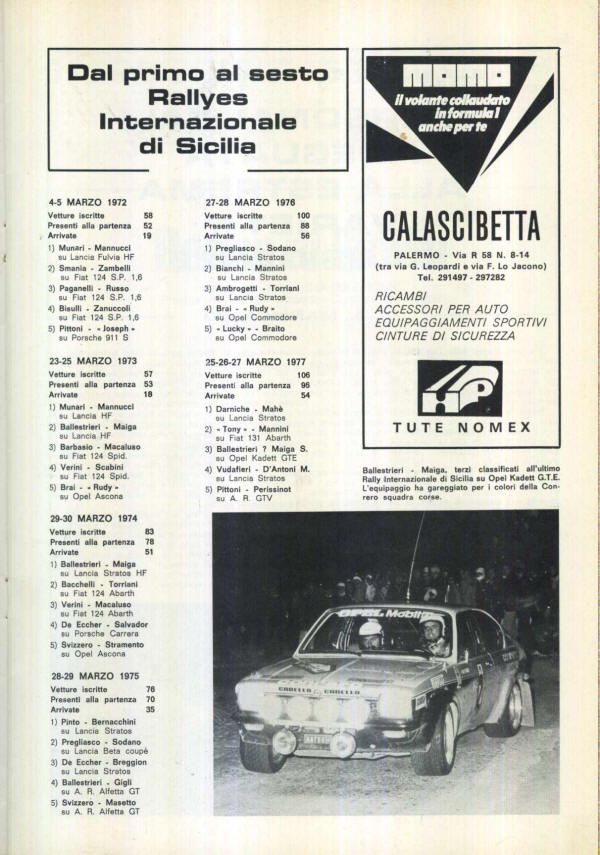 Dal primo al sesto
Rallyes
Internazionale
di Sicilia
4-5 MARZO 1972
Vetture iscritte 58
Presenti alla partenza 52
Arrivate 19
1) Munari - Mannucci
su Lancia Fulvia HF
2) Smania - Zambelli
su Fiat 124 S.P. 1,6
3) Paganelli - Russo
su Fiat 124 S.P. 1,6
4) Bisulli - Zanuccoli
su Fiat 124 S.P. 1,6
5) Pittoni - « Joseph »
su Porsche 911 S
23-25 MARZO 1973
Vetture iscritte 57
Presenti alla partenza 53
Arrivate 18
1) Munari - Mannucci
su Lancia HF
2) Ballestrieri - Maiga
su Lancia HF
3) Barbasio - Macaluso
su Fiat 124 Spid.
4) Verini - Scabini
su Fiat 124 Spid.
5) Brai - « Rudy »
su Opel Ascona
29-30 MARZO 1974
Vetture iscritte 83
Presenti alla partenza 78
Arrivate 51
1) Ballestrieri - Maiga
su Lancia Stratos HF
2) Bacchelli - Torriani
su Fiat 124 Abarth
3) Verini - Macaluso
su Fiat 124 Abarth
4) De Eccher - Salvador
su Porsche Carrera
5) Svizzero - Stramento
su Opel Ascona
28-29 MARZO 1975
Vetture iscritte 76
Presenti alla partenza 70
Arrivate 35
1) Pinto - Bernacchini
su Lancia Stratos
2) Pregliasco - Sodano
su Lancia Beta coupè
3) De Eccher - Breggion
su Lancia Stratos
4) Ballestrieri - Gigli
su A. R. Alfetta GT
5) Svizzero - Masetto
su A. R. Alfetta GT
27-28 MARZO 1976
Vetture iscritte 100
Presenti alla partenza 88
Arrivate 56
1) Pregliasco - Sodano
su Lancia Stratos
2) Bianchi - Mannini
su Lancia Stratos
3) Ambrogetti - Torriani
su Lancia Stratos
4) Brai - « Rudy »
su Opel Commodore
5) « Lucky » - Braito
su Opel Commodore
25-26-27 MARZO 1977
Vetture iscritte 106
Presenti alla partenza 96
Arrivate 54
1) Darniche - Mahè
su Lancia Stratos
2) « Tony » - Mannini
su Fiat 131 Abarth
3) Ballestrieri ? Maiga S.
su Opel Kadett GTE
4) Vudafieri - D'Antoni M.
su Lancia Stratos
5) Pittoni - Perissinot
su A. R. GTV
momo
il volante collaudato
in formula 1
anche per te
CALASCIBETTA
PALERMO - Via R 58 N. 8-14
(tra via G. Leopardi e via F. Lo Jacono)
Tel. 291497 - 297282
RICAMBI
ACCESSORI PER AUTO
EQUIPAGGIAMENTI SPORTIVI
CINTURE DI SICUREZZA
HP
TUTE NOMEX
Ballestrieri - Maiga, terzi classificati all'ultimo
Rally Internazionale di Sicilia su Opel Kadett G.T.E.
L'equipaggio ha gareggiato per i colori della Con-
rero squadra corse.
OPEL Mobil
CONRERO
CABELLO CABELLO